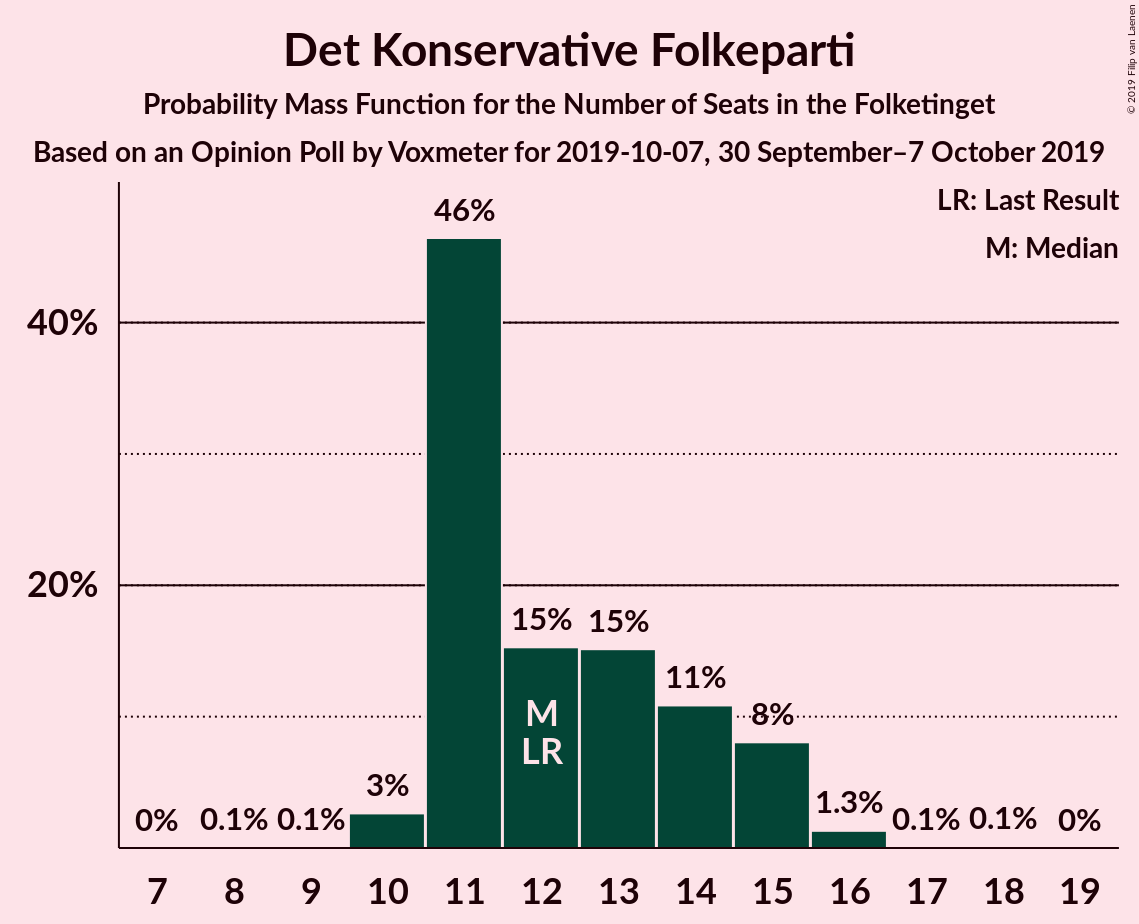 Det Konservative Folkeparti
Probability Mass Function for the Number of Seats in the Folketinget
Based on an Opinion Poll by Voxmeter for 2019-10-07, 30 September–7 October 2019
© 2019 Filip van Laenen
LR: Last Result
M: Median
40%
20%
0%
0.1%
0.1%
3%
46%
15%
15%
11%
8%
1.3%
0.1%
0.1%
0%
M
LR
7 8 9 10 11 12 13 14 15 16 17 18 19